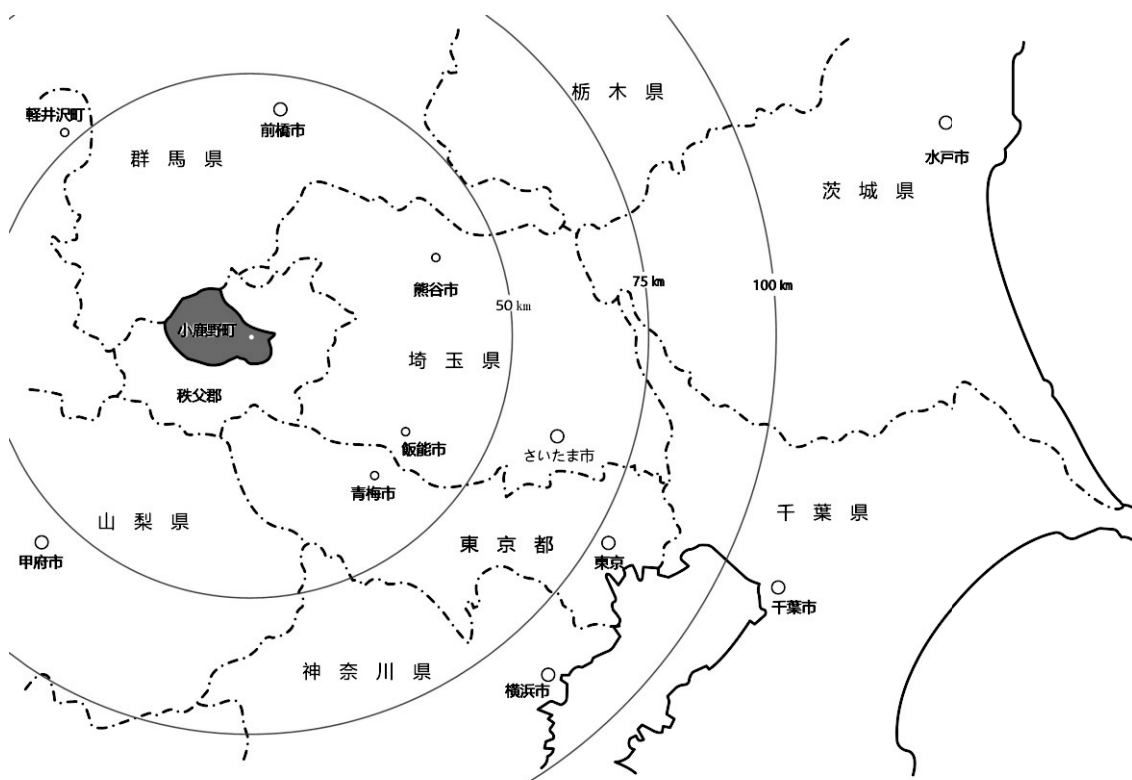 栃木県
軽井沢町
前橋市
群馬県
水戸市
茨城県
熊谷市
75km
100km
50km
小鹿野町
埼玉県
秩父郡
飯能市
さいたま市
青梅市
山梨県
千葉県
東京都
甲府市
東京
千葉市
神奈川県
横浜市